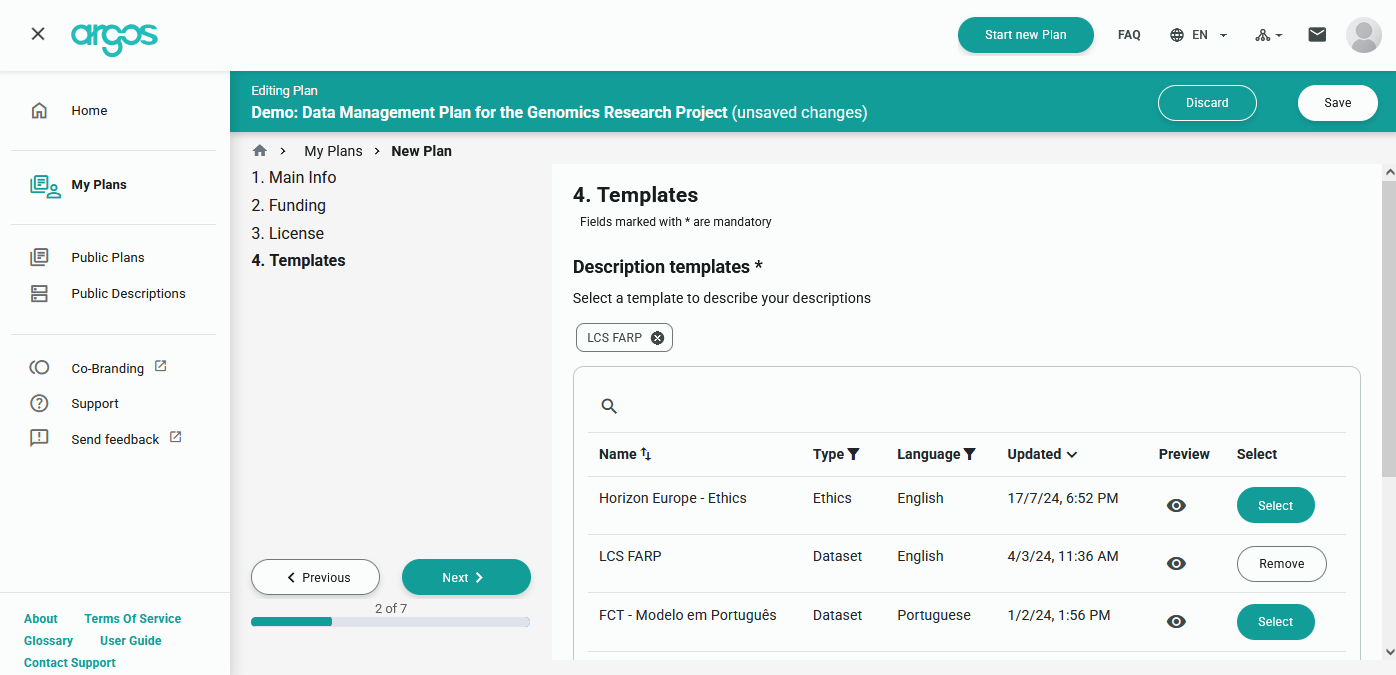 argos
Start new Plan
FAQ
EN
Home
My Plans
Public Plans
Public Descriptions
Co-Branding
Support
Send feedback
About Terms Of Service
Glossary User Guide
Contact Support
Editing Plan
Demo: Data Management Plan for the Genomics Research Project (unsaved changes)
Discard
Save
My Plans > New Plan
1. Main Info
2. Funding
3. License
4. Templates
Previous
Next
2 of 7
4. Templates
Fields marked with * are mandatory
Description templates *
Select a template to describe your descriptions
LCS FARP
Name Type Language Updated Preview Select
Horizon Europe - Ethics Ethics English 17/7/24, 6:52 PM Select
LCS FARP Dataset English 4/3/24, 11:36 AM Remove
FCT - Modelo em Português Dataset Portuguese 1/2/24, 1:56 PM Select